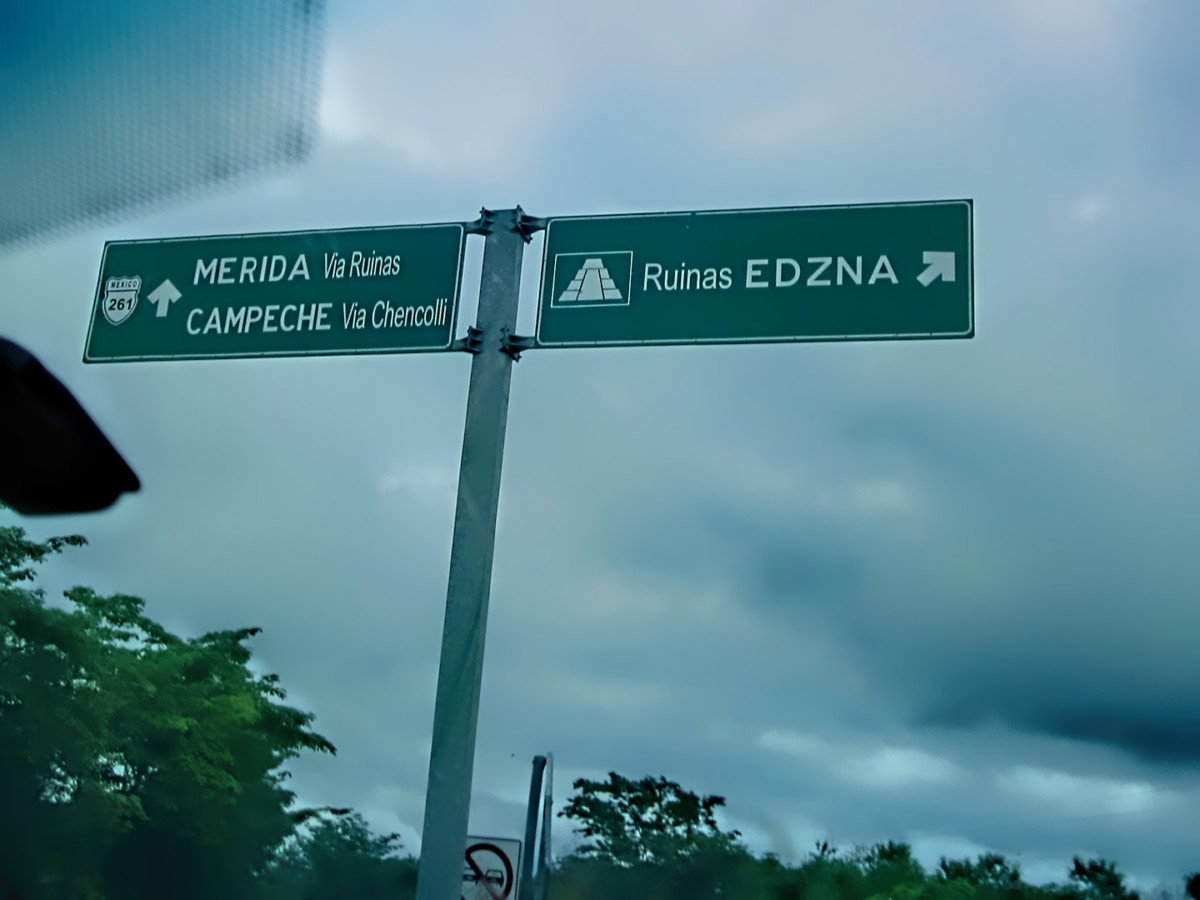 MEXICO
261
MERIDA Via Ruinas
CAMPECHE Via Chencolli
Ruinas EDZNA